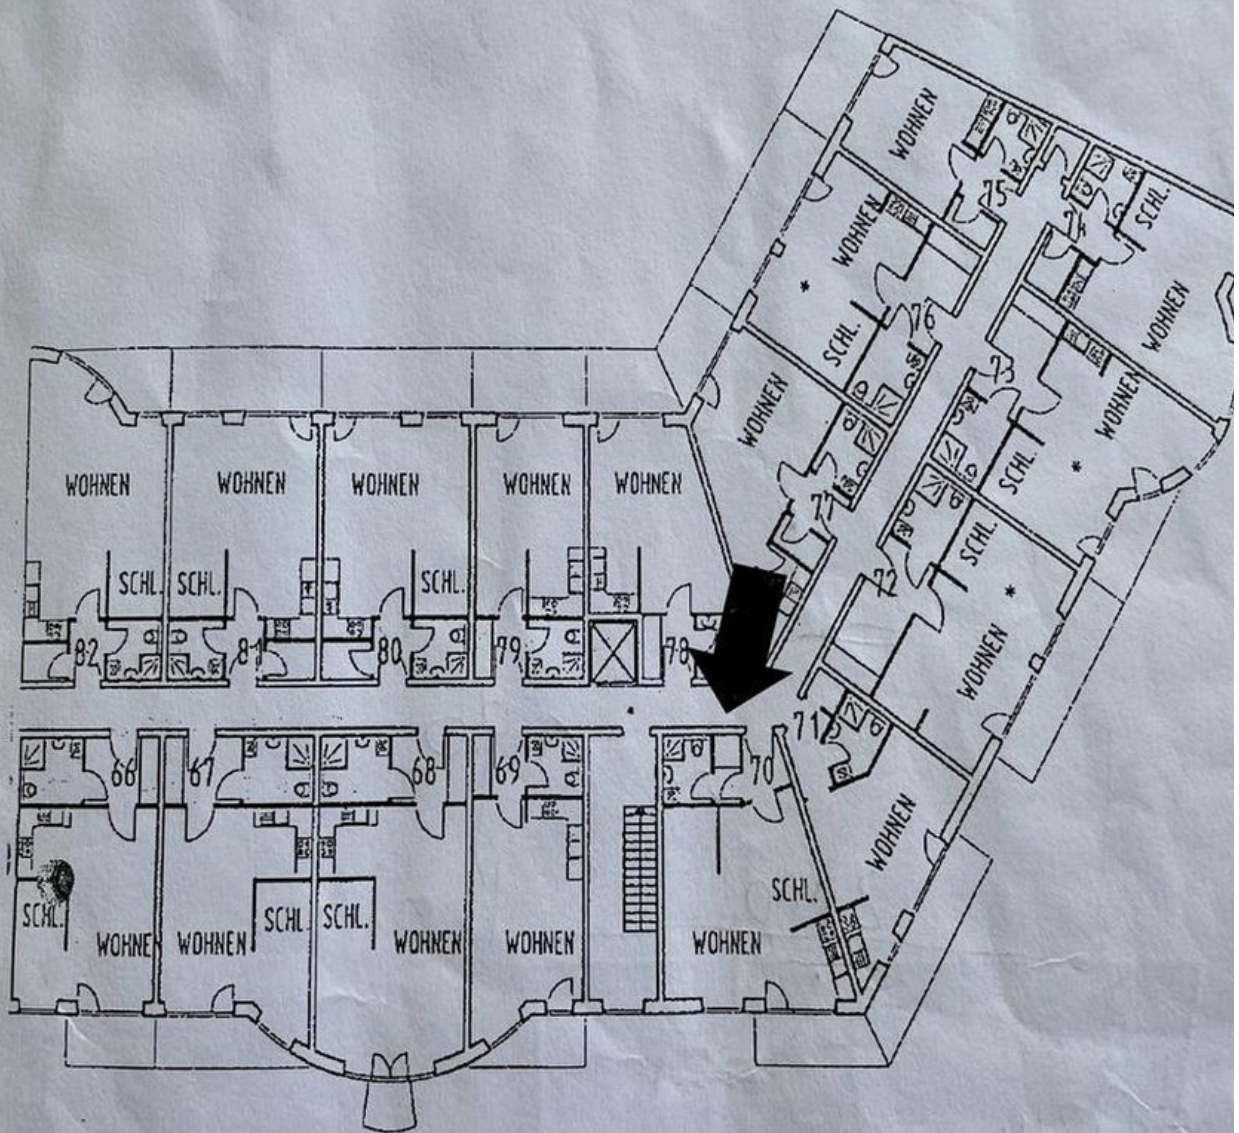 WOHNEN
75
74
SCHL.
WOHNEN
*
76
SCHL.
WOHNEN
73
WOHNEN
*
SCHL.
WOHNEN
77
SCHL.
72
*
WOHNEN
WOHNEN
WOHNEN
WOHNEN
WOHNEN
WOHNEN
SCHL.
SCHL.
SCHL.
82
81
80
79
78
71
66
67
68
69
70
WOHNEN
SCHL.
SCHL.
SCHL.
SCHL.
WOHNEN
WOHNEN
WOHNEN
WOHNEN
WOHNEN